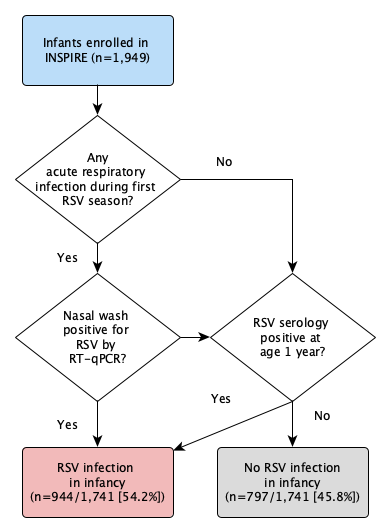 Infants enrolled in
INSPIRE (n=1,949)
Any
acute respiratory
infection during first
RSV season?
No
Yes
Nasal wash
positive for
RSV by
RT-qPCR?
RSV serology
positive at
age 1 year?
Yes
Yes
No
RSV infection
in infancy
(n=944/1,741 [54.2%])
No RSV infection
in infancy
(n=797/1,741 [45.8%])